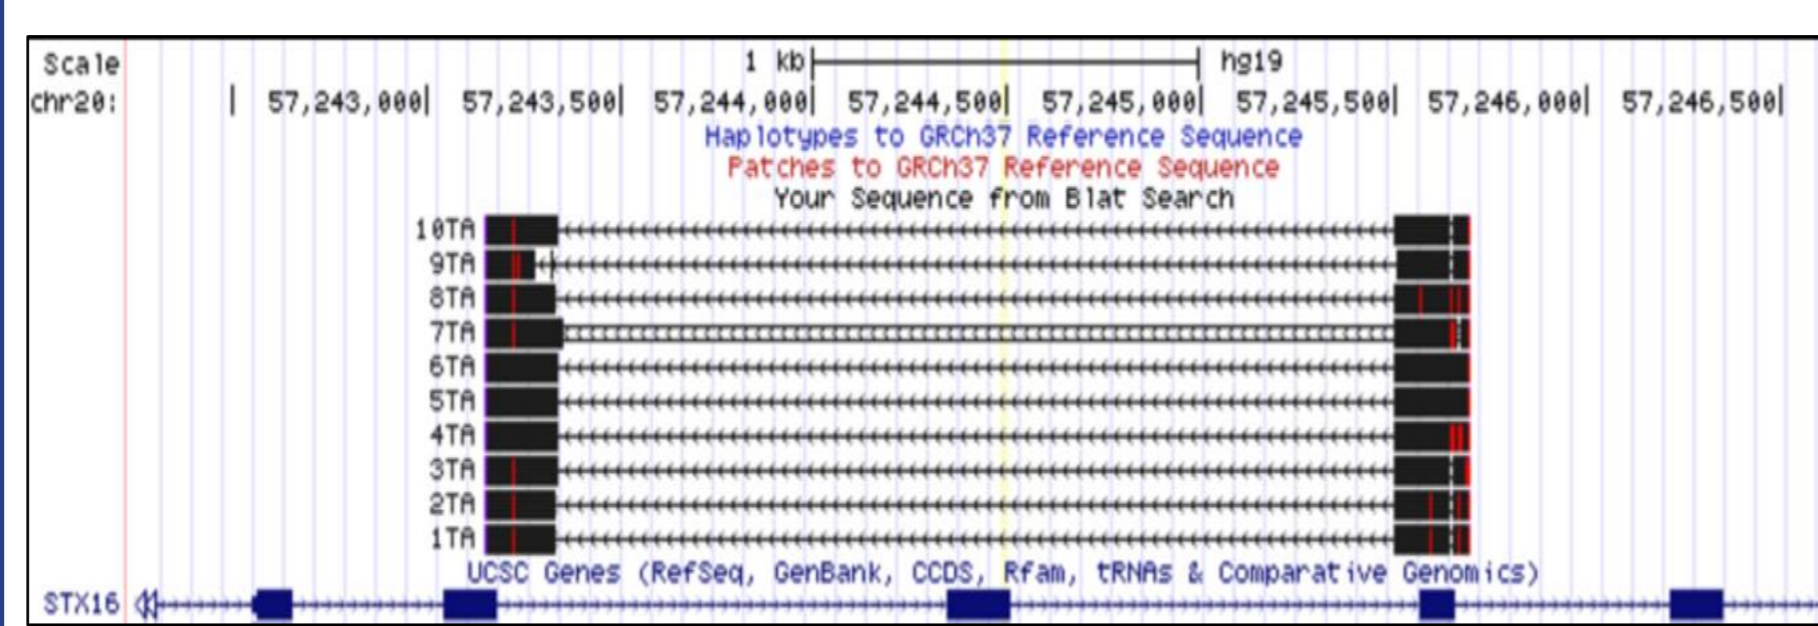 Scale 1 kb hg19
chr20: 57,243,000 57,243,500 57,244,000 57,244,500 57,245,000 57,245,500 57,246,000 57,246,500
Haplotypes to GRCh37 Reference Sequence
Patches to GRCh37 Reference Sequence
Your Sequence from Blat Search
10TA
9TA
8TA
7TA
6TA
5TA
4TA
3TA
2TA
1TA
UCSC Genes (RefSeq, GenBank, CCDS, Rfam, tRNAs & Comparative Genomics)
STX16